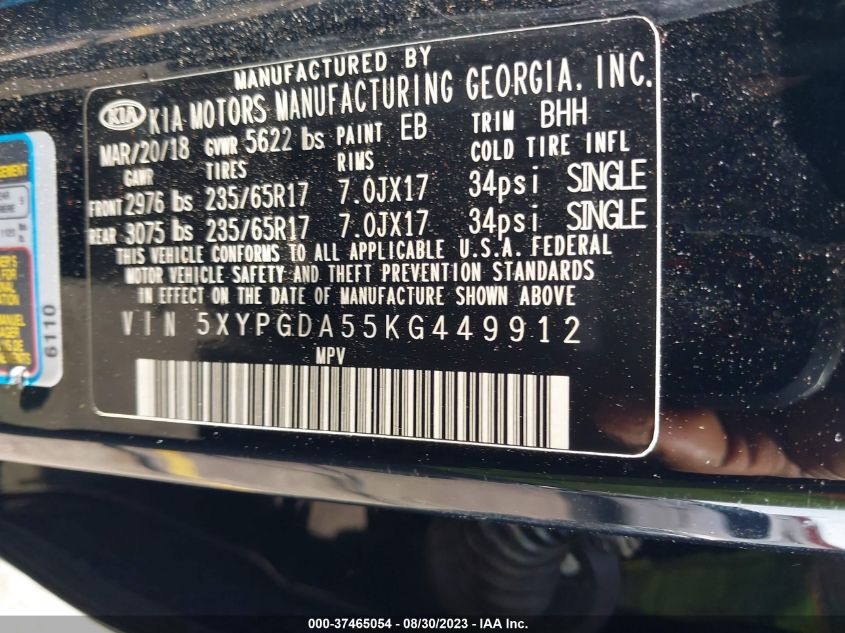 MANUFACTURED BY
KIA KIA MOTORS MANUFACTURING GEORGIA, INC.
MAR/20/18 GVWR 5622 lbs PAINT EB TRIM BHH
GAWR TIRES RIMS COLD TIRE INFL
FRONT 2976 lbs 235/65R17 7.0JX17 34psi SINGLE
REAR 3075 lbs 235/65R17 7.0JX17 34psi SINGLE
THIS VEHICLE CONFORMS TO ALL APPLICABLE U.S.A. FEDERAL
MOTOR VEHICLE SAFETY AND THEFT PREVENTION STANDARDS
IN EFFECT ON THE DATE OF MANUFACTURE SHOWN ABOVE
VIN 5XYPGDA55KG449912
MPV
6110
000-37465054 - 08/30/2023 - IAA Inc.